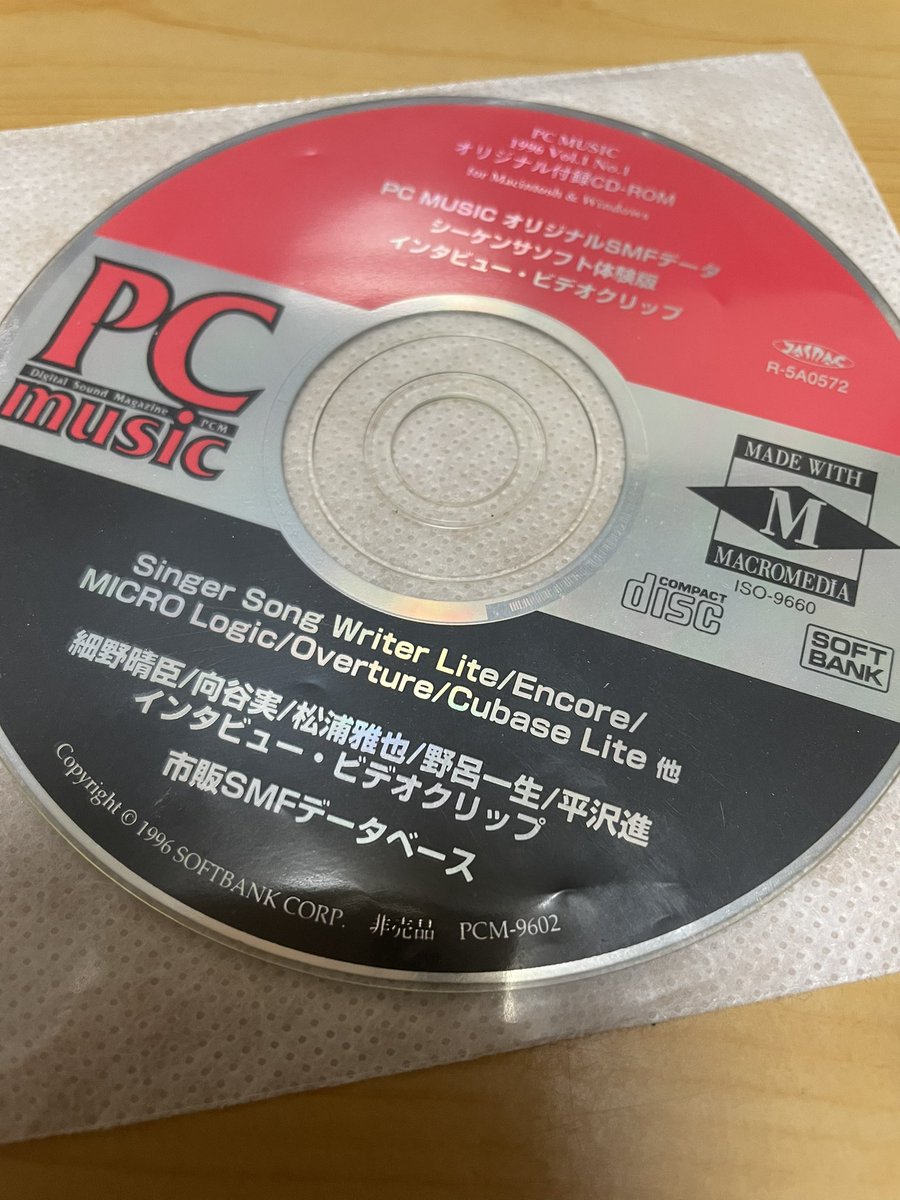 PC MUSIC
1996 Vol.1 No.1
オリジナル付録CD-ROM
for Macintosh & Windows
PC MUSIC オリジナルSMFデータ
シーケンサソフト体験版
インタビュー・ビデオクリップ
JASRAC
R-5A0572
PC
Digital Sound Magazine PCM
music
MADE WITH
M
MACROMEDIA
ISO-9660
COMPACT
disc
SOFT
BANK
Singer Song Writer Lite/Encore/
MICRO Logic/Overture/Cubase Lite 他
細野晴臣/向谷実/松浦雅也/野呂一生/平沢進
インタビュー・ビデオクリップ
市販SMFデータベース
Copyright © 1996 SOFTBANK CORP. 非売品 PCM-9602